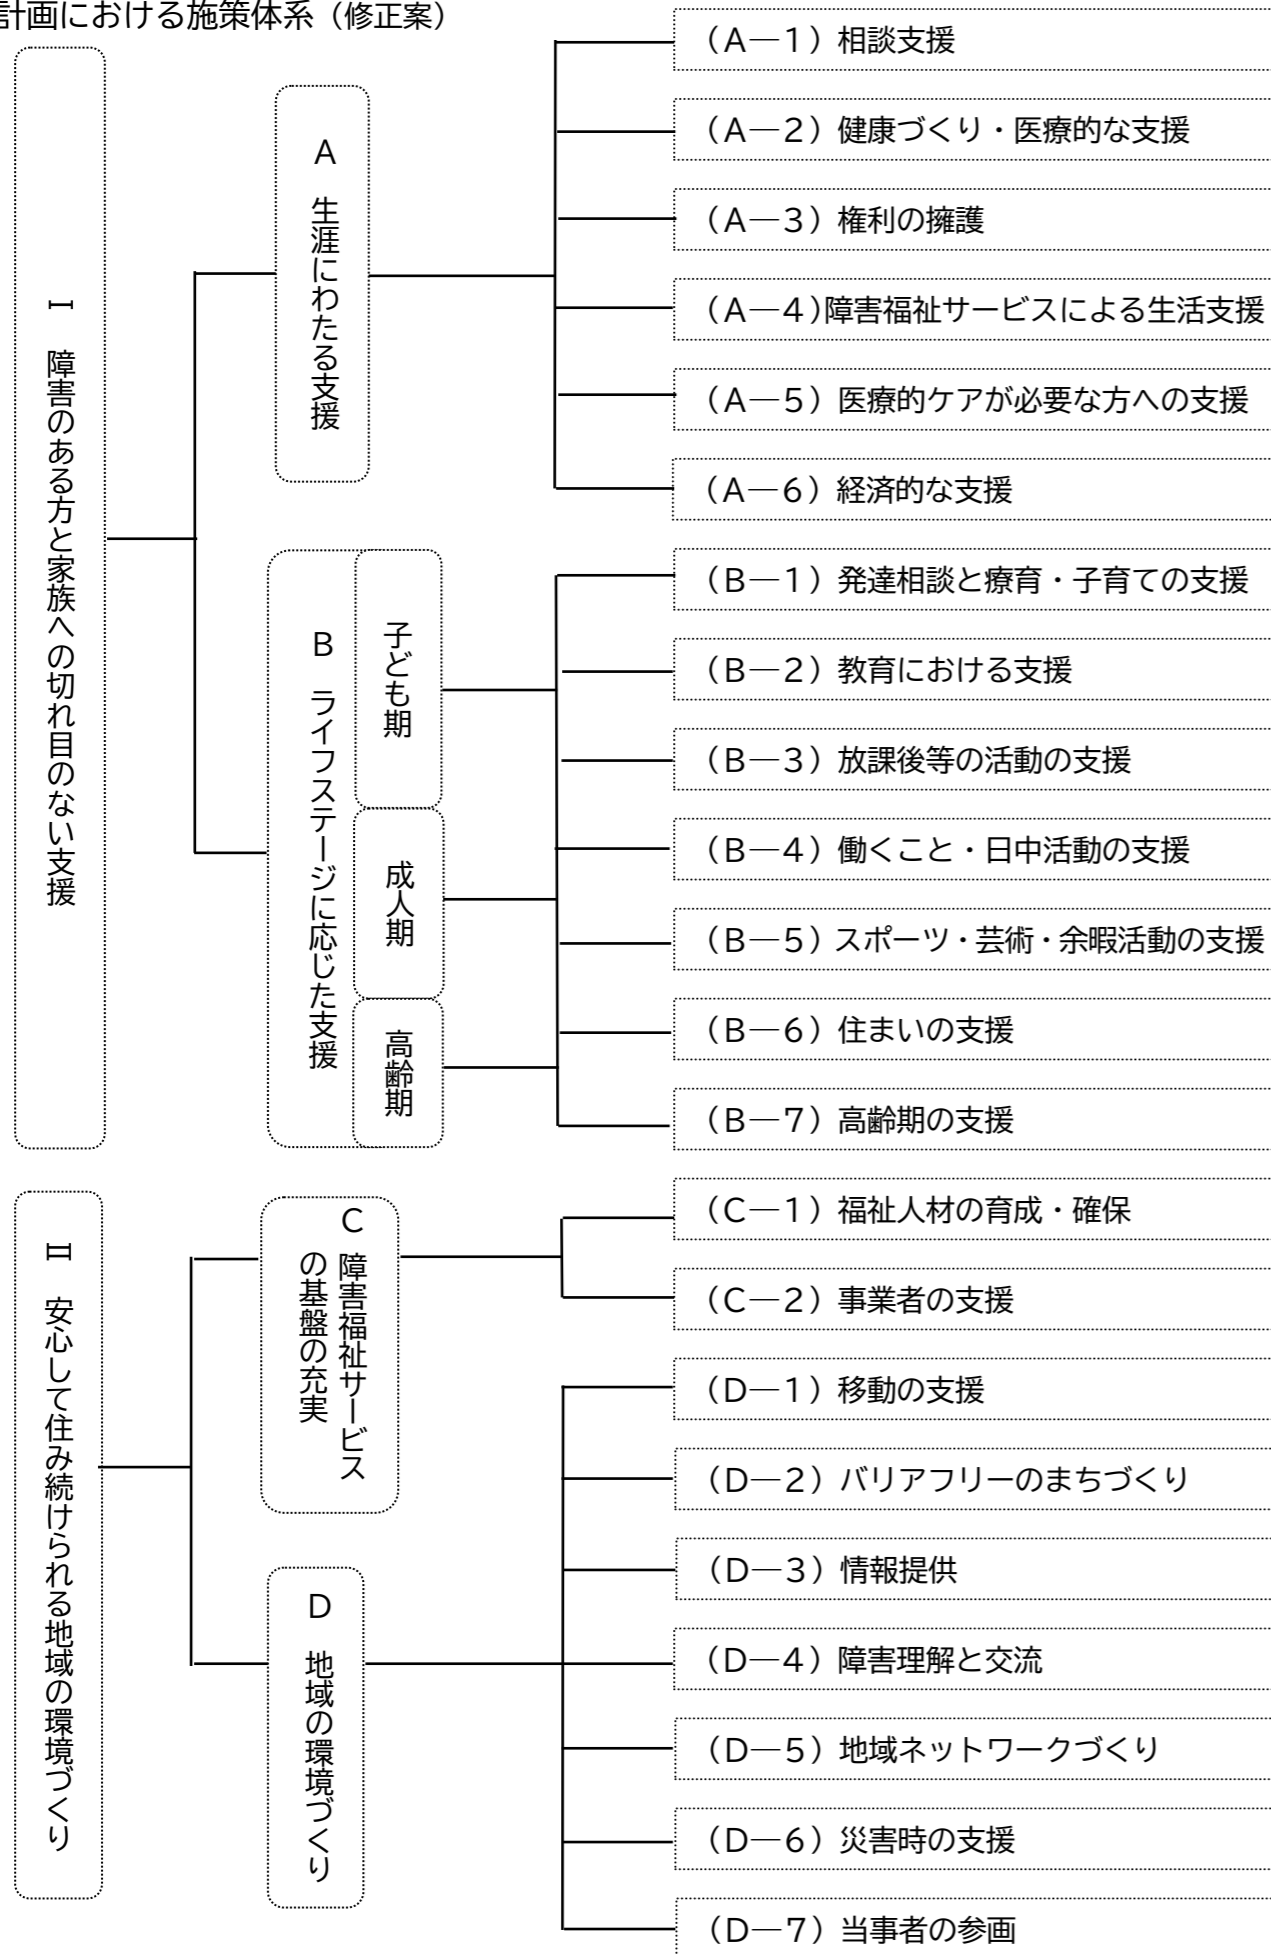 計画における施策体系（修正案）
Ⅰ　障害のある方と家族への切れ目のない支援
A　生涯にわたる支援
（A―1）相談支援
（A―2）健康づくり・医療的な支援
（A―3）権利の擁護
（A―4）障害福祉サービスによる生活支援
（A―5）医療的ケアが必要な方への支援
（A―6）経済的な支援
B　ライフステージに応じた支援
子ども期
成人期
高齢期
（B―1）発達相談と療育・子育ての支援
（B―2）教育における支援
（B―3）放課後等の活動の支援
（B―4）働くこと・日中活動の支援
（B―5）スポーツ・芸術・余暇活動の支援
（B―6）住まいの支援
（B―7）高齢期の支援
Ⅱ　安心して住み続けられる地域の環境づくり
C　障害福祉サービス
の基盤の充実
（C―1）福祉人材の育成・確保
（C―2）事業者の支援
D　地域の環境づくり
（D―1）移動の支援
（D―2）バリアフリーのまちづくり
（D―3）情報提供
（D―4）障害理解と交流
（D―5）地域ネットワークづくり
（D―6）災害時の支援
（D―7）当事者の参画